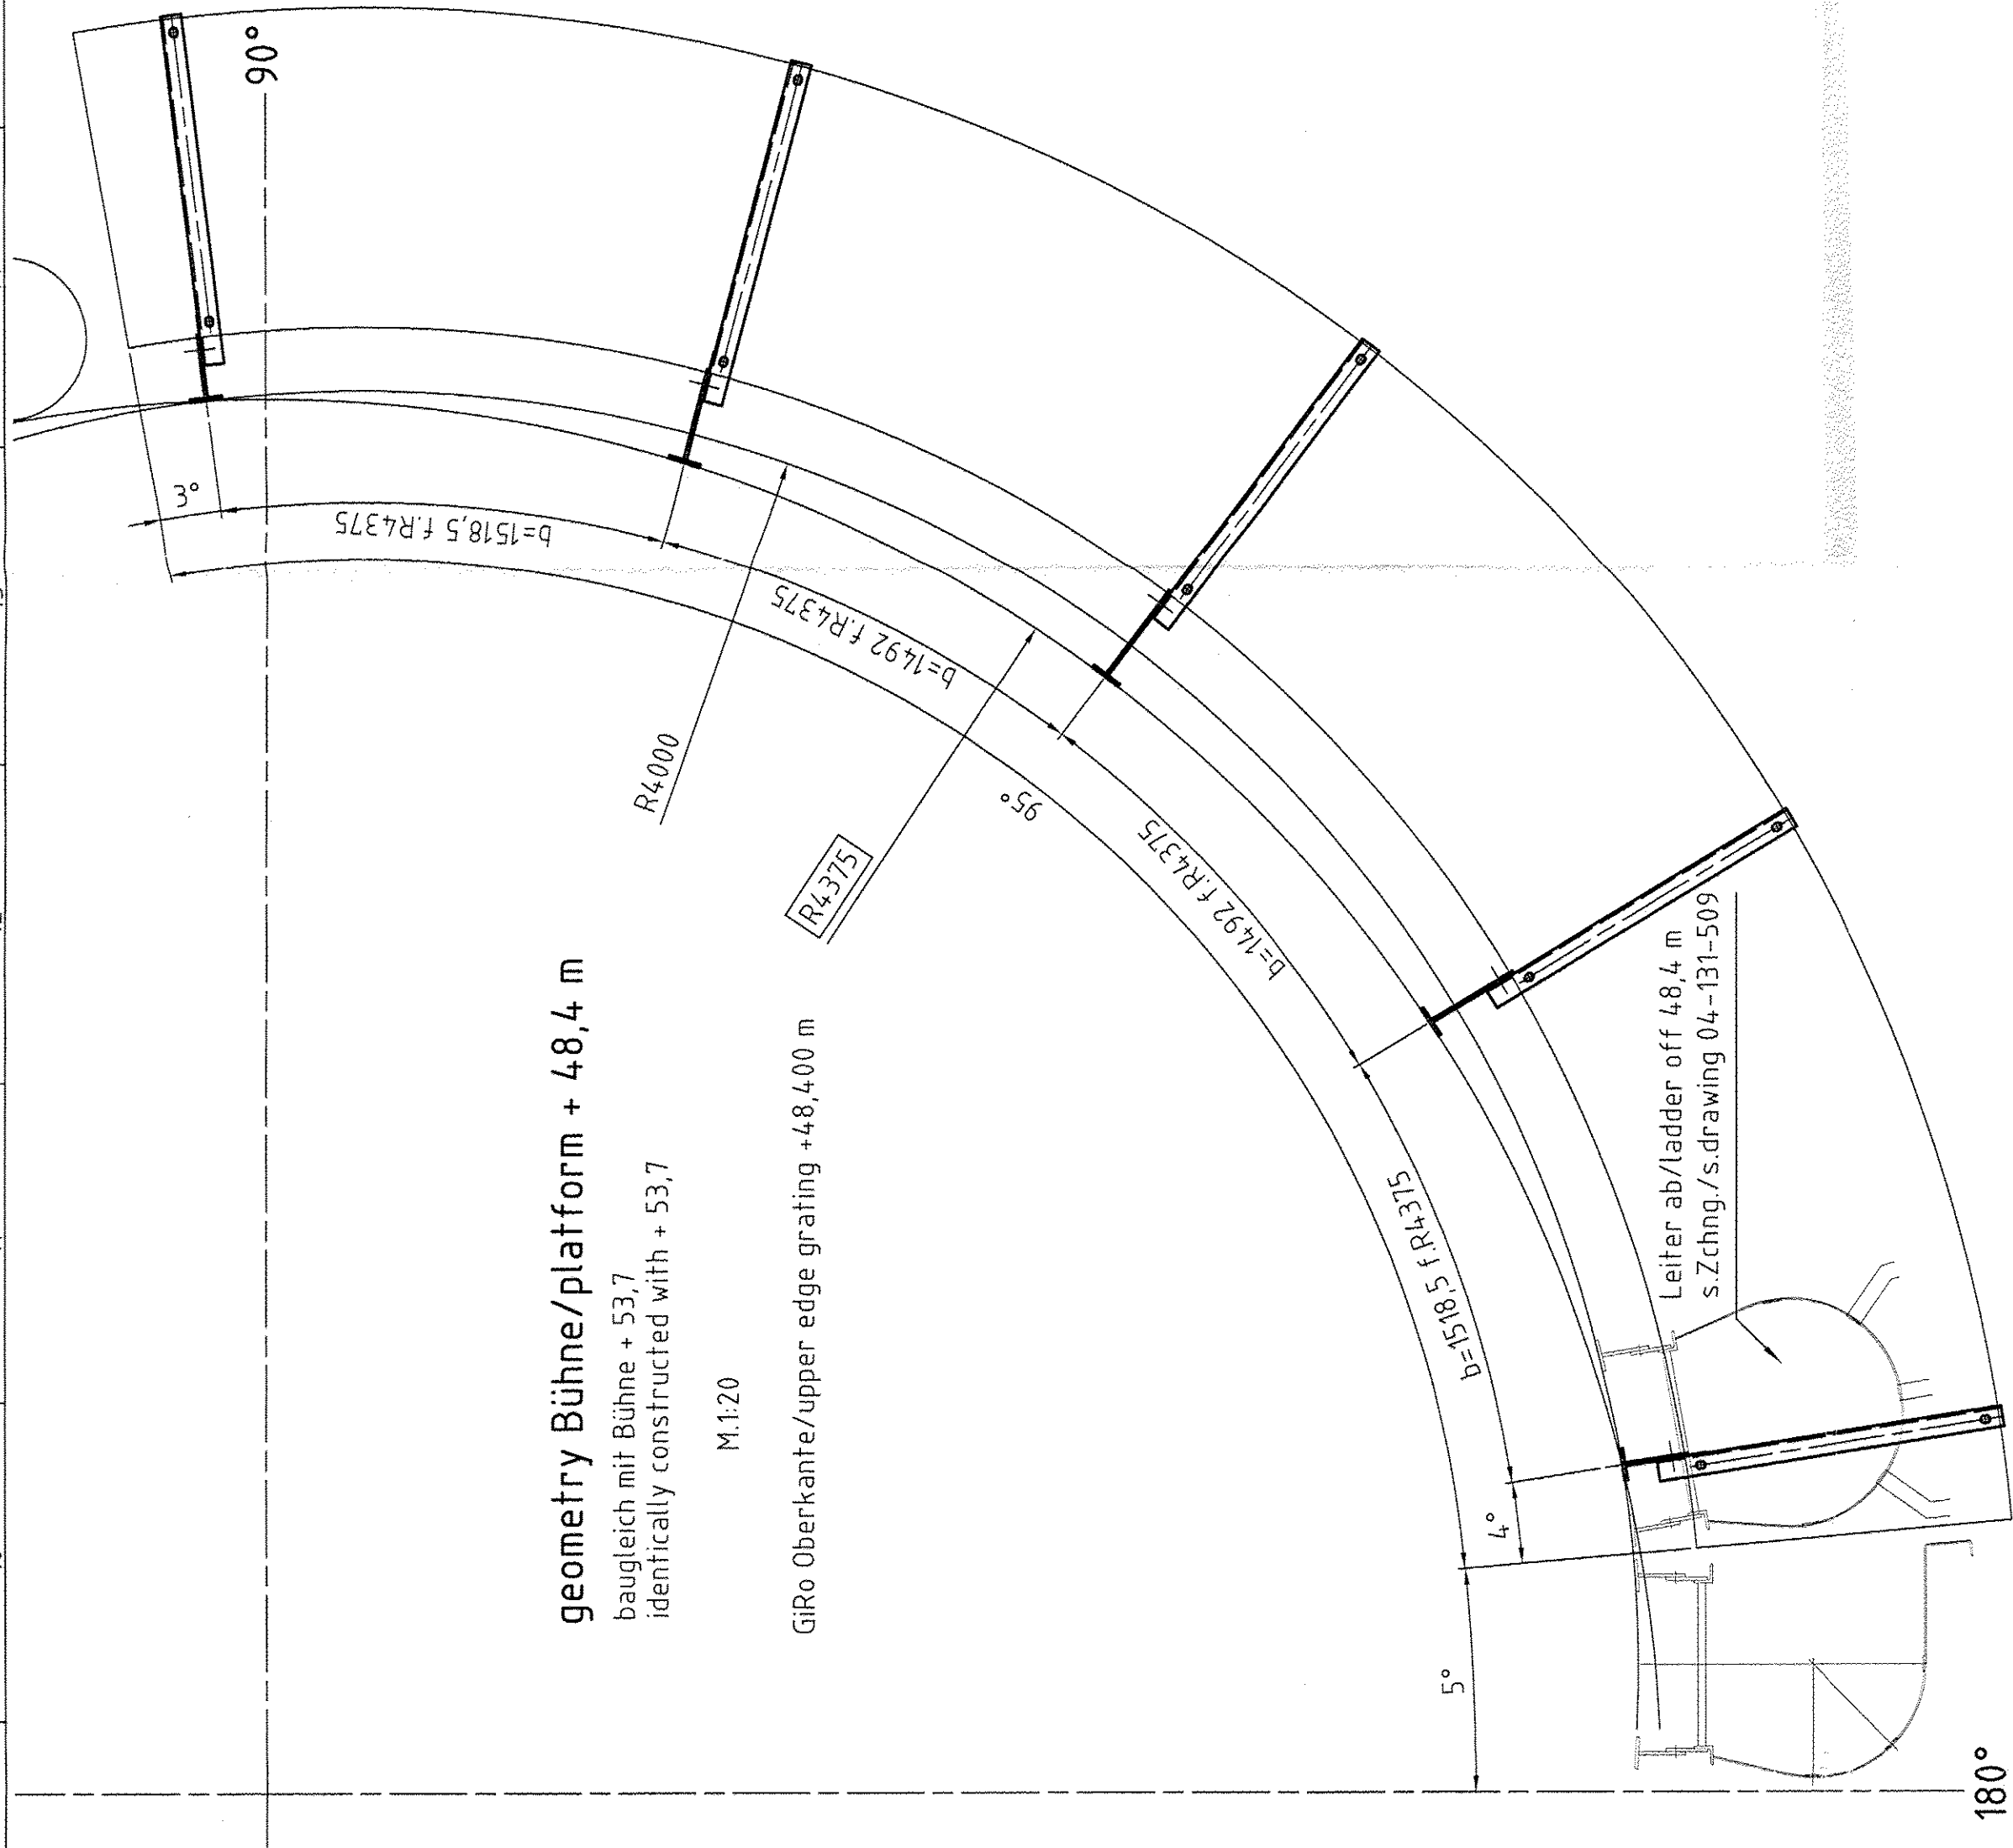 geometry Bühne/platform + 48,4 m
baugleich mit Bühne + 53,7
identically constructed with + 53,7
M.1:20
GiRo Oberkante/upper edge grating +48,400 m
90°
3°
b=1518,5 f.R4375
b=1492 f.R4375
R4000
R4375
95°
b=1492 f.R4375
b=1518,5 f.R4375
Leiter ab/ladder off 48,4 m
s.Zchng./s.drawing 04-131-509
4°
5°
180°